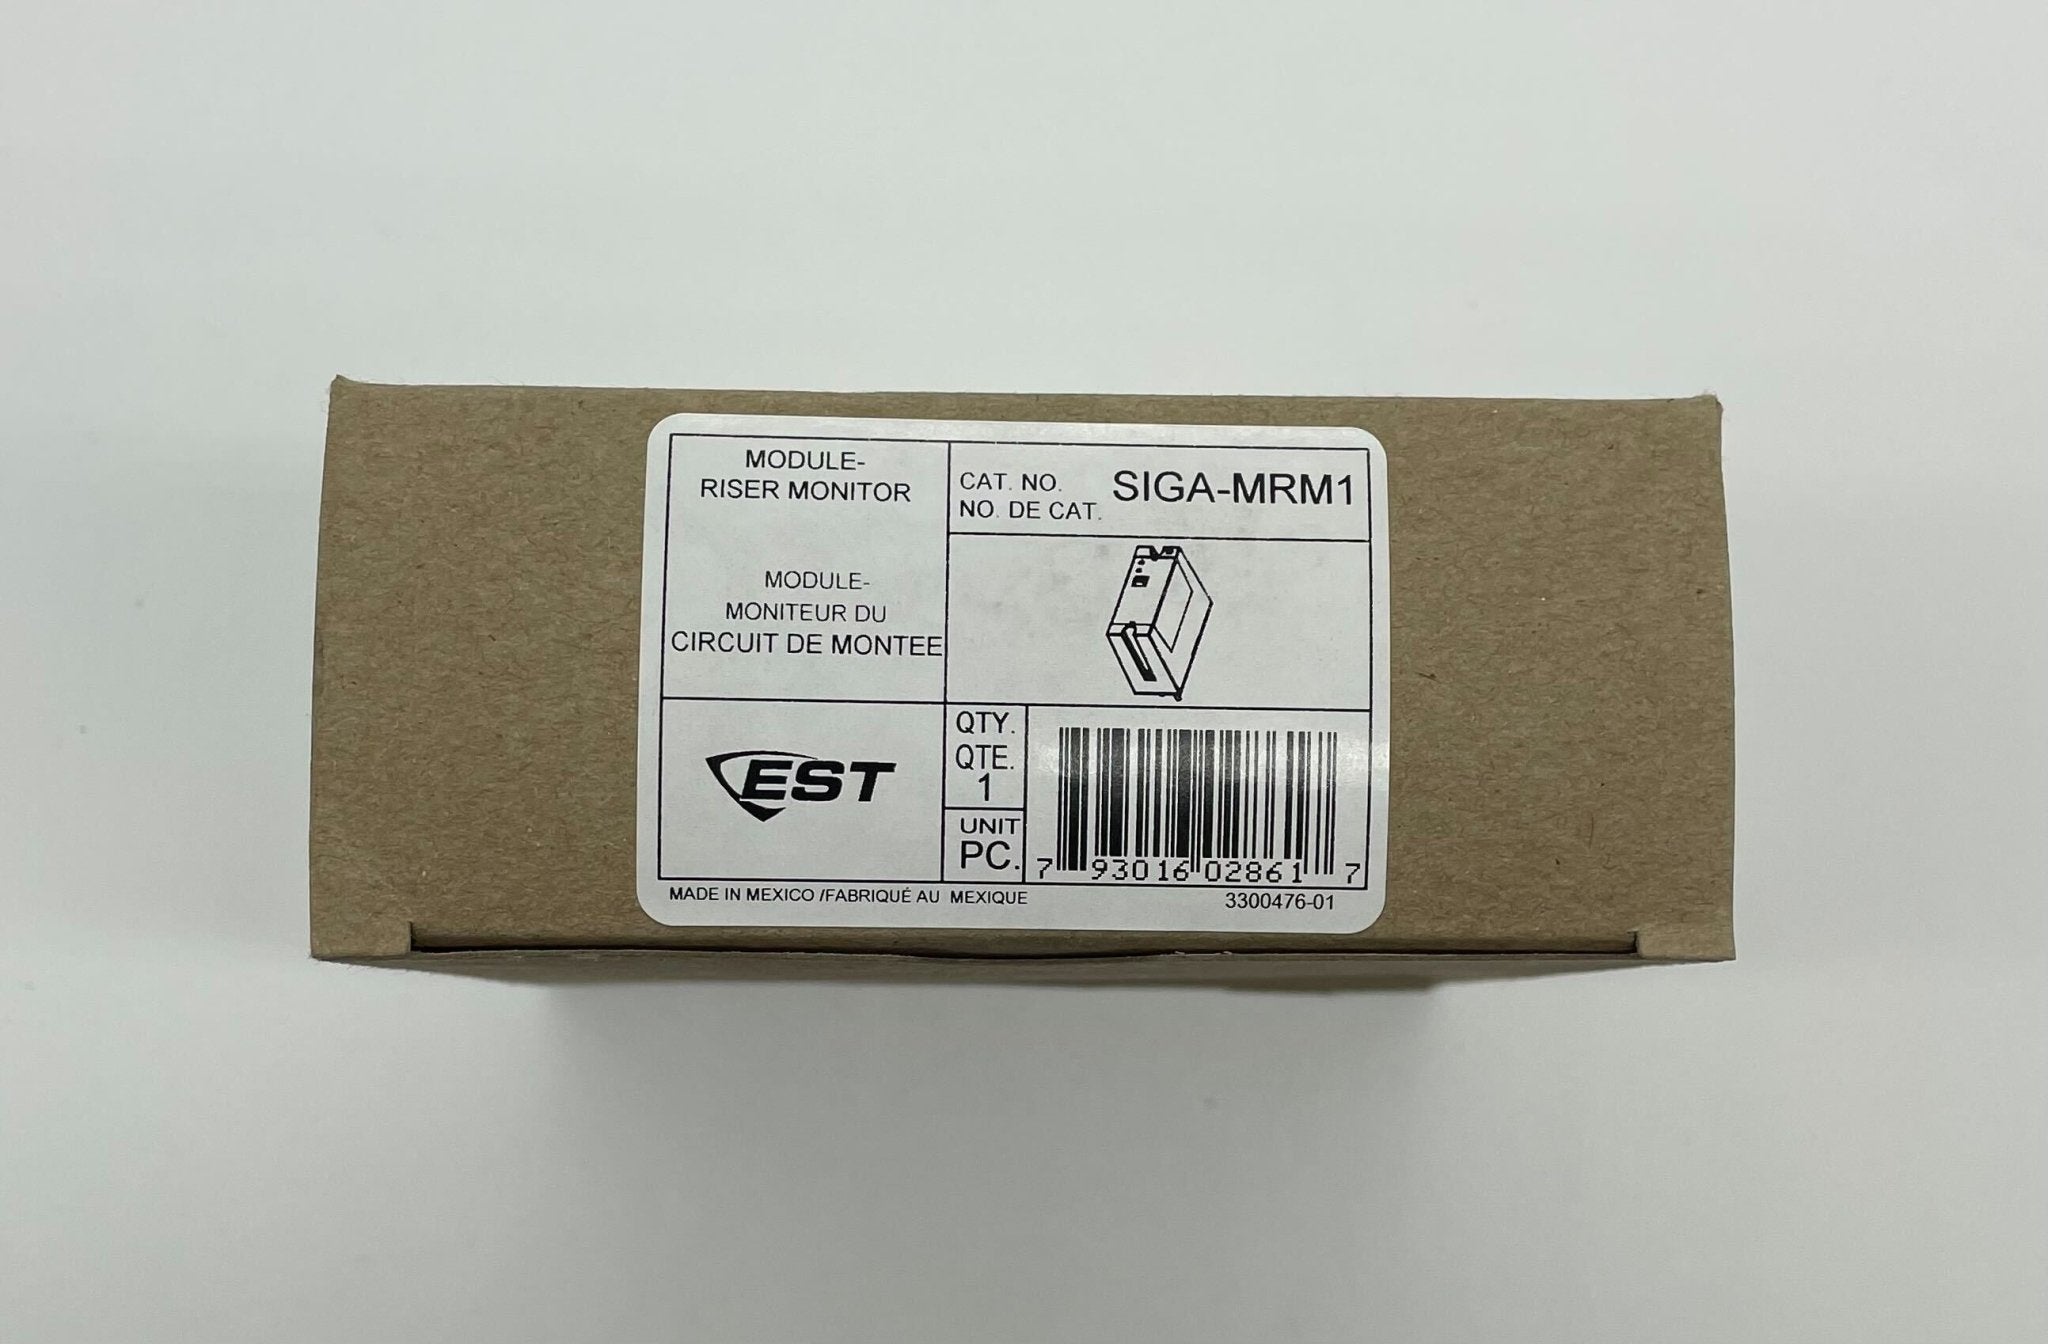 MODULE-
RISER MONITOR
MODULE-
MONITEUR DU
CIRCUIT DE MONTEE
CAT. NO.
NO. DE CAT.
SIGA-MRM1
EST
QTY.
QTE.
1
UNIT
PC.
7 93016 02861 7
MADE IN MEXICO /FABRIQUÉ AU MEXIQUE
3300476-01